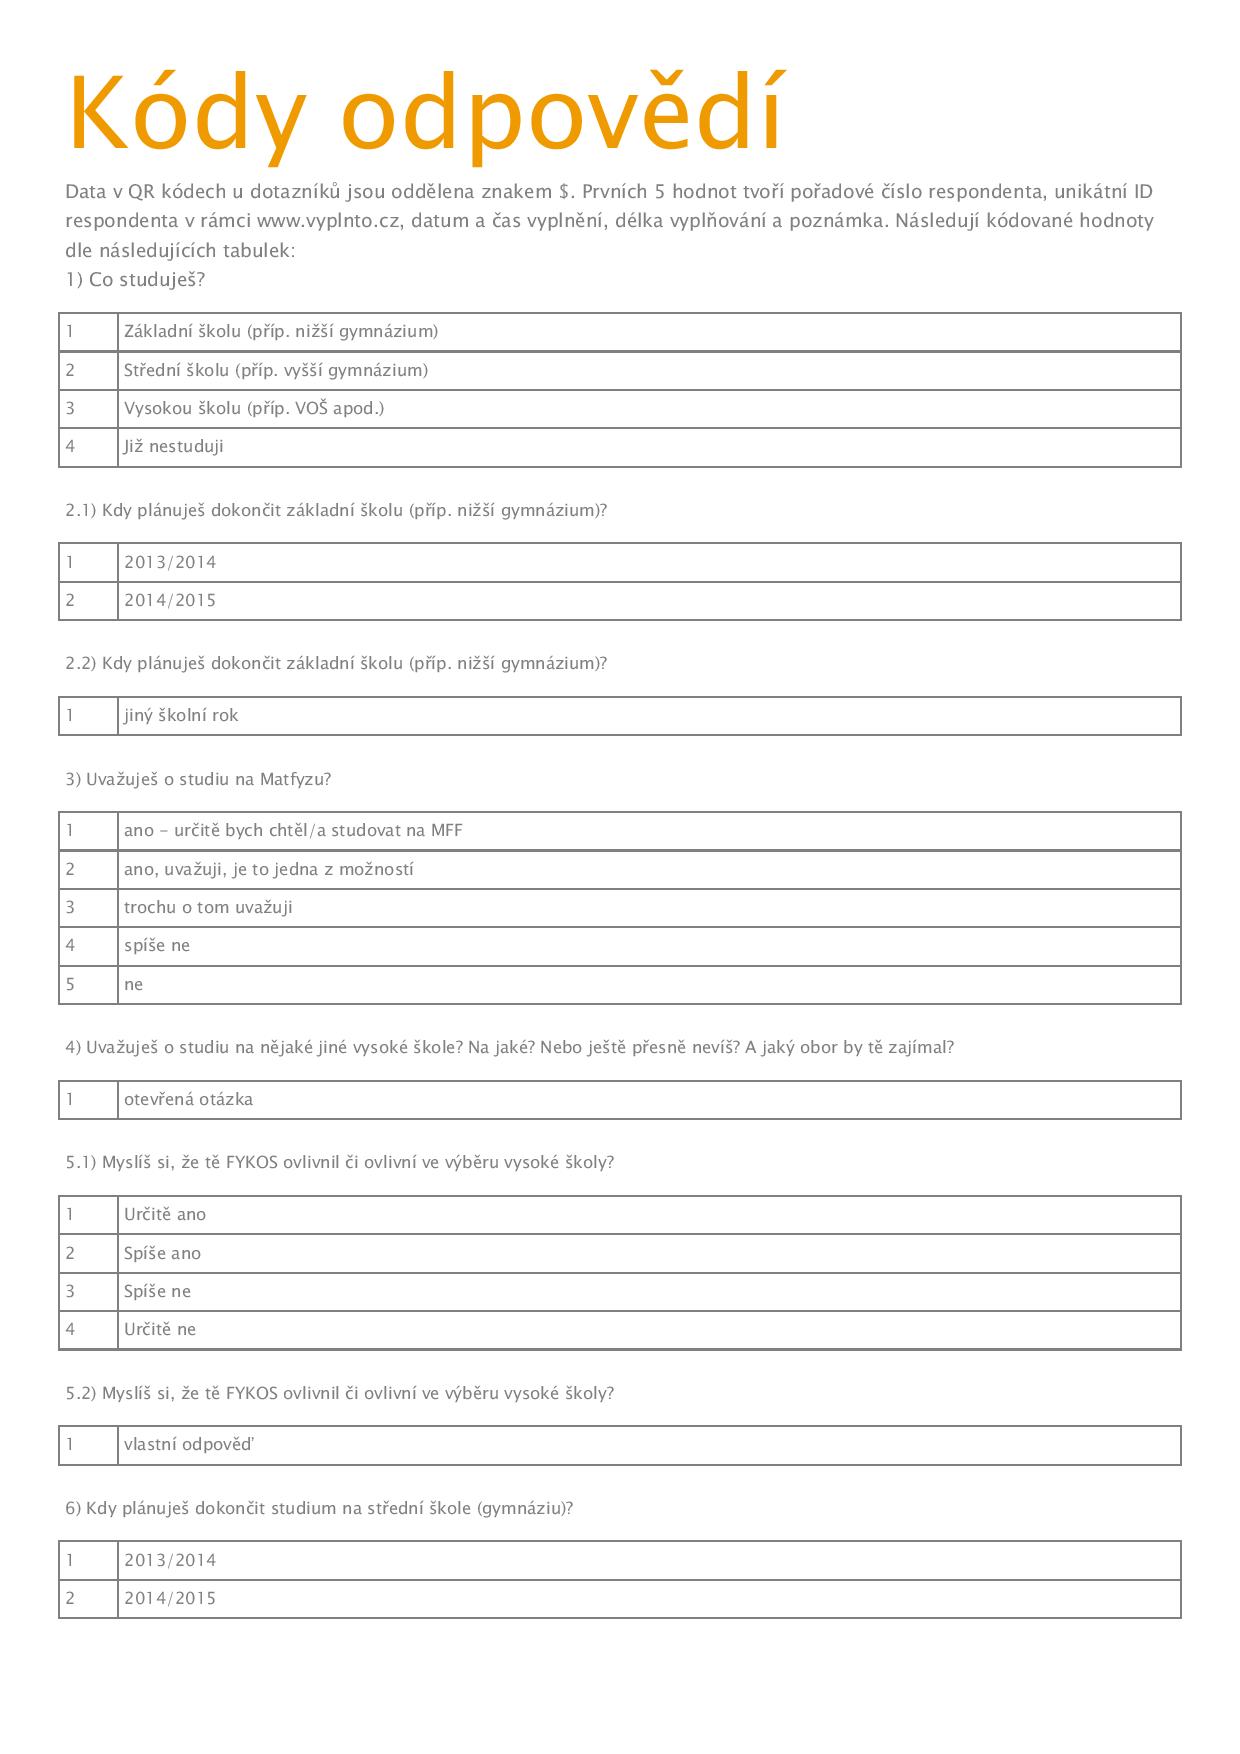 Kódy odpovědí
Data v QR kódech u dotazníků jsou oddělena znakem $. Prvních 5 hodnot tvoří pořadové číslo respondenta, unikátní ID
respondenta v rámci www.vyplnto.cz, datum a čas vyplnění, délka vyplňování a poznámka. Následují kódované hodnoty
dle následujících tabulek:
1) Co studuješ?
1 Základní školu (příp. nižší gymnázium)
2 Střední školu (příp. vyšší gymnázium)
3 Vysokou školu (příp. VOŠ apod.)
4 Již nestuduji
2.1) Kdy plánuješ dokončit základní školu (příp. nižší gymnázium)?
1 2013/2014
2 2014/2015
2.2) Kdy plánuješ dokončit základní školu (příp. nižší gymnázium)?
1 jiný školní rok
3) Uvažuješ o studiu na Matfyzu?
1 ano – určitě bych chtěl/a studovat na MFF
2 ano, uvažuji, je to jedna z možností
3 trochu o tom uvažuji
4 spíše ne
5 ne
4) Uvažuješ o studiu na nějaké jiné vysoké škole? Na jaké? Nebo ještě přesně nevíš? A jaký obor by tě zajímal?
1 otevřená otázka
5.1) Myslíš si, že tě FYKOS ovlivnil či ovlivní ve výběru vysoké školy?
1 Určitě ano
2 Spíše ano
3 Spíše ne
4 Určitě ne
5.2) Myslíš si, že tě FYKOS ovlivnil či ovlivní ve výběru vysoké školy?
1 vlastní odpověď
6) Kdy plánuješ dokončit studium na střední škole (gymnáziu)?
1 2013/2014
2 2014/2015